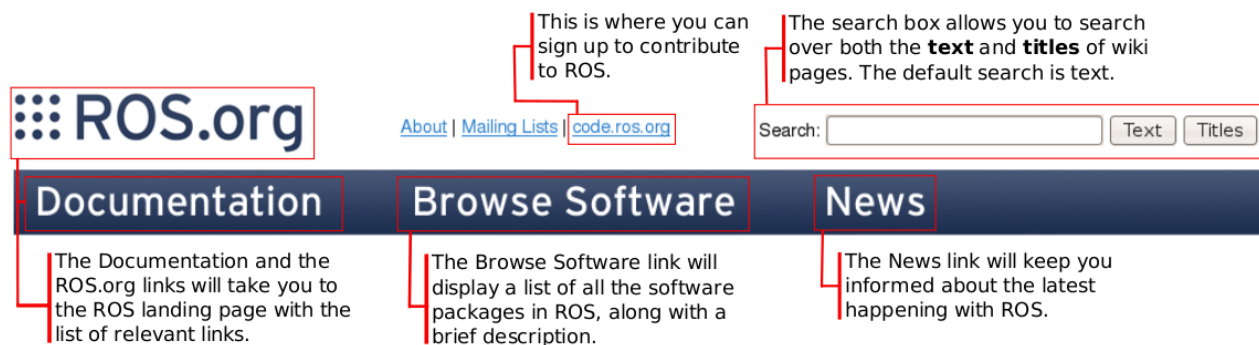 This is where you can
sign up to contribute
to ROS.
The search box allows you to search
over both the text and titles of wiki
pages. The default search is text.
ROS.org
About | Mailing Lists | code.ros.org
Search: Text Titles
Documentation Browse Software News
The Documentation and the
ROS.org links will take you to
the ROS landing page with the
list of relevant links.
The Browse Software link will
display a list of all the software
packages in ROS, along with a
brief description.
The News link will keep you
informed about the latest
happening with ROS.